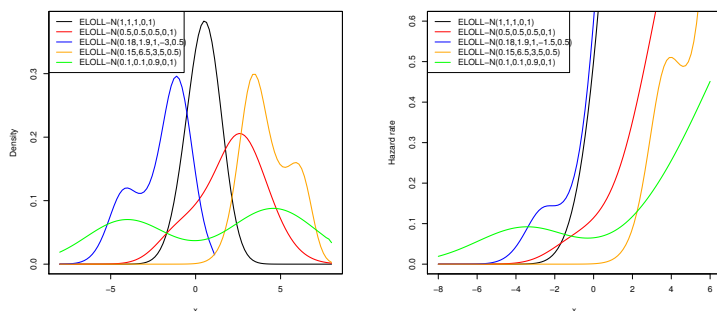 ELOLL−N(1,1,1,0,1)
ELOLL−N(0.5,0.5,0.5,0,1)
ELOLL−N(0.18,1.9,1,−3,0.5)
ELOLL−N(0.15,6.5,3,5,0.5)
ELOLL−N(0.1,0.1,0.9,0,1)
Density
0.0
0.1
0.2
0.3
−5
0
5
x
ELOLL−N(1,1,1,0,1)
ELOLL−N(0.5,0.5,0.5,0,1)
ELOLL−N(0.18,1.9,1,−1.5,0.5)
ELOLL−N(0.15,6.5,3,5,0.5)
ELOLL−N(0.1,0.1,0.9,0,1)
Hazard rate
0.0
0.1
0.2
0.3
0.4
0.5
0.6
−8
−6
−4
−2
0
2
4
6
x